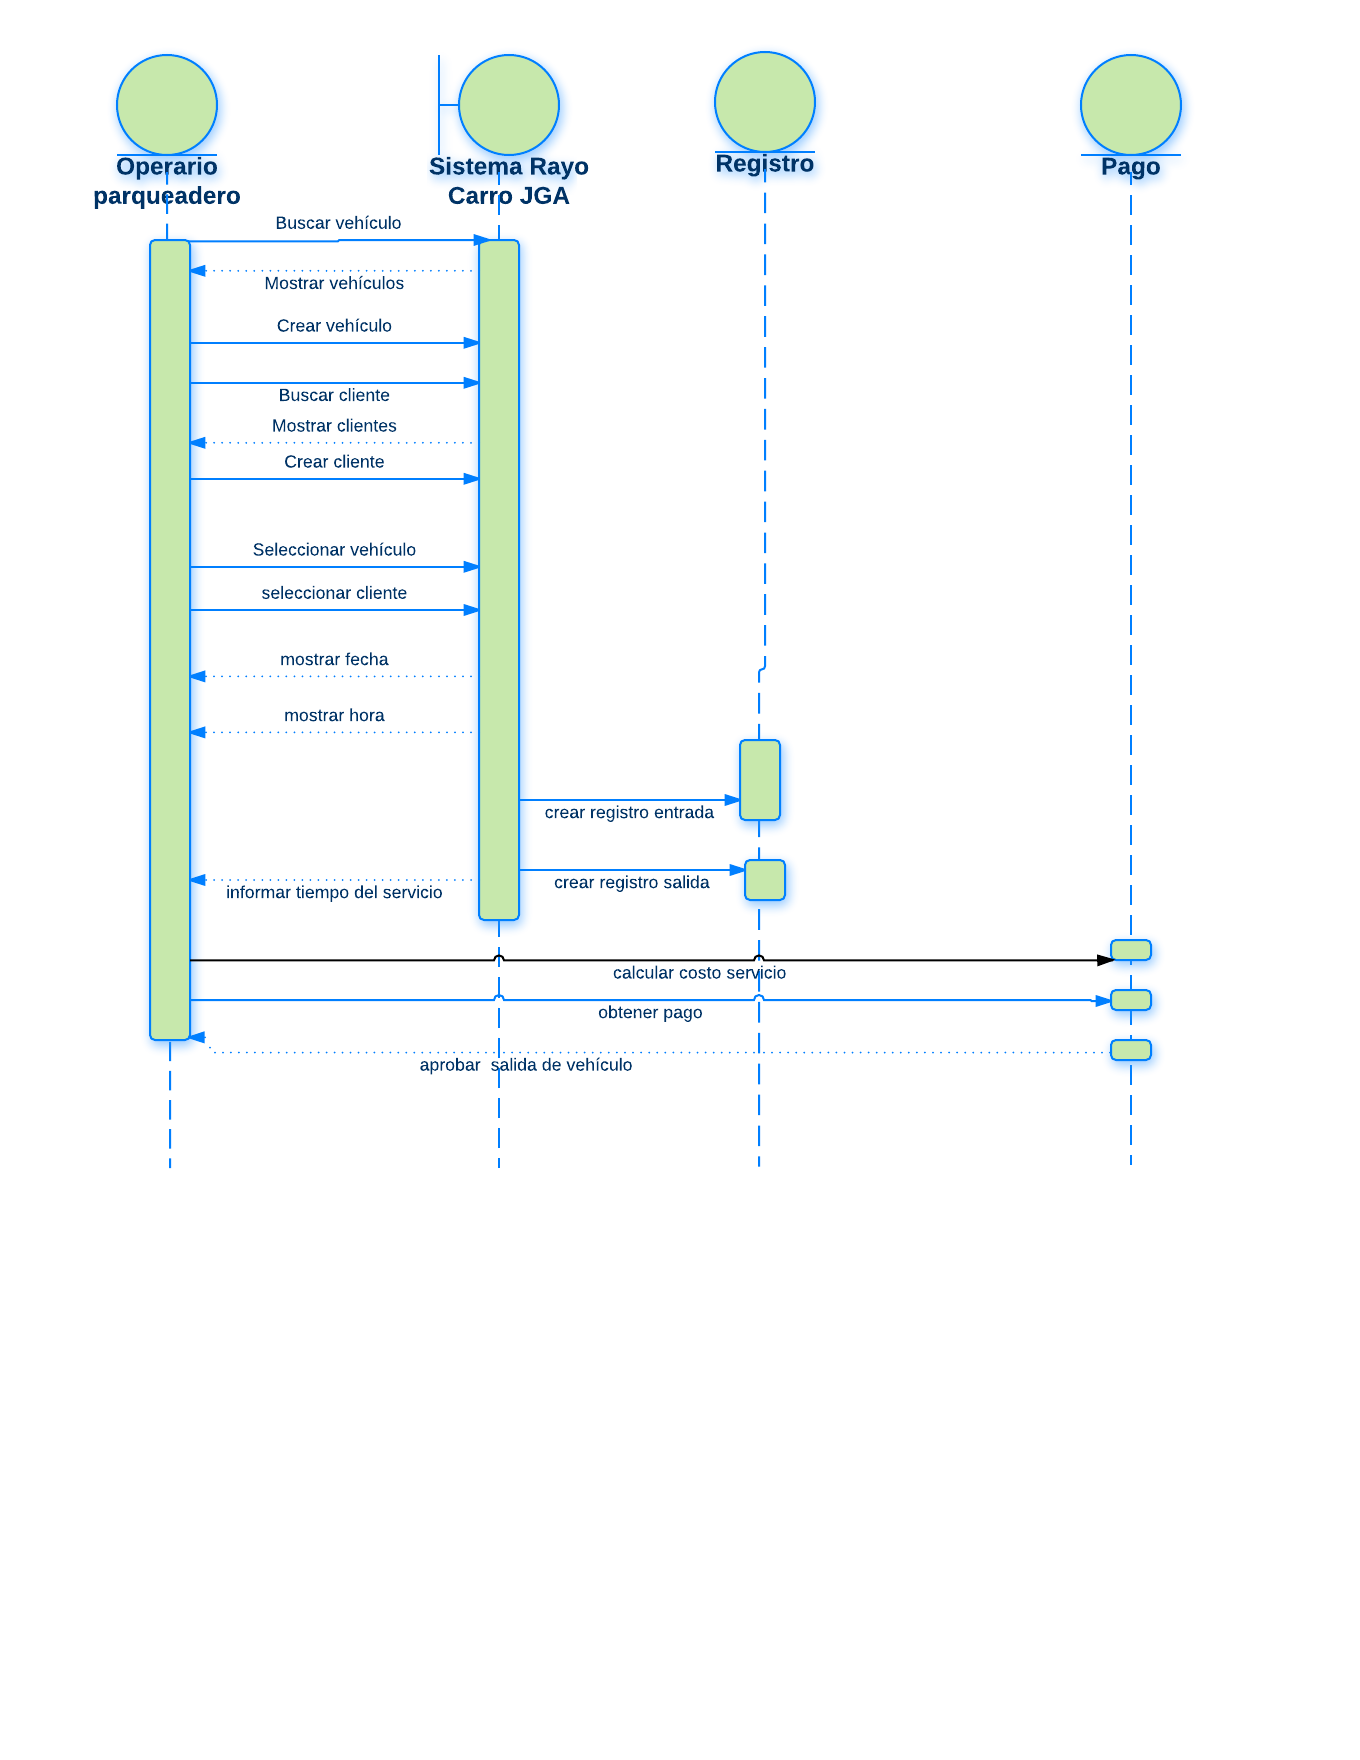 Operario
parqueadero
Sistema Rayo
Carro JGA
Registro
Pago
Buscar vehículo
Mostrar vehículos
Crear vehículo
Buscar cliente
Mostrar clientes
Crear cliente
Seleccionar vehículo
seleccionar cliente
mostrar fecha
mostrar hora
crear registro entrada
crear registro salida
informar tiempo del servicio
calcular costo servicio
obtener pago
aprobar  salida de vehículo